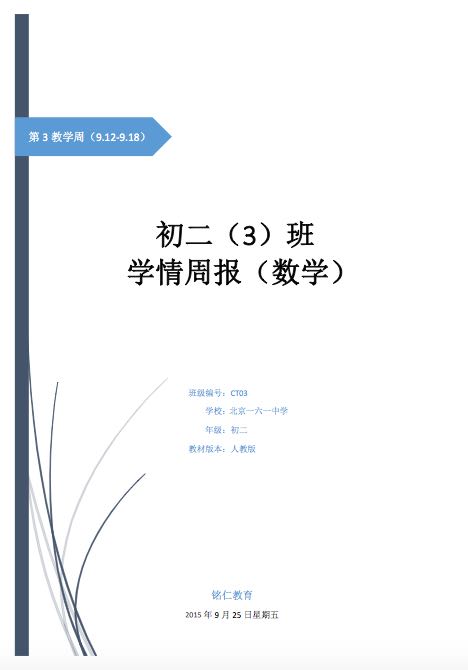 第 3 教学周（9.12-9.18）
初二（3）班
学情周报（数学）
班级编号：CT03
学校：北京一六一中学
年级：初二
教材版本：人教版
铭仁教育
2015 年 9 月 25 日星期五